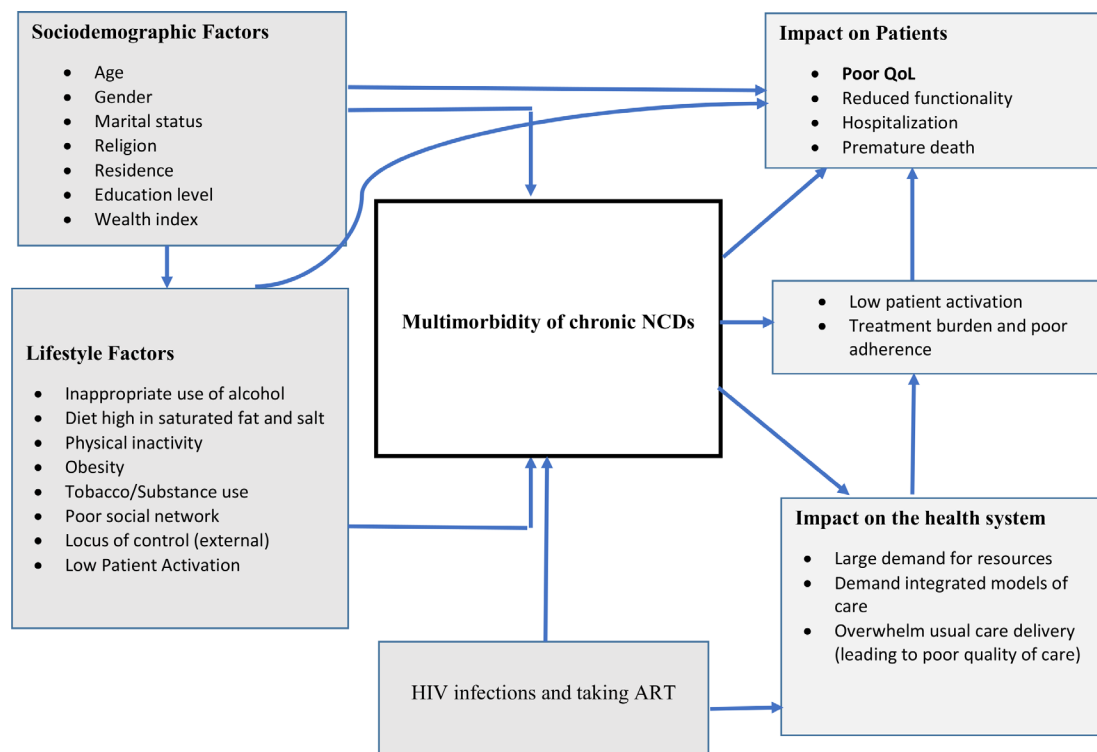 Sociodemographic Factors
• Age
• Gender
• Marital status
• Religion
• Residence
• Education level
• Wealth index
Lifestyle Factors
• Inappropriate use of alcohol
• Diet high in saturated fat and salt
• Physical inactivity
• Obesity
• Tobacco/Substance use
• Poor social network
• Locus of control (external)
• Low Patient Activation
Multimorbidity of chronic NCDs
HIV infections and taking ART
Impact on Patients
• Poor QoL
• Reduced functionality
• Hospitalization
• Premature death
• Low patient activation
• Treatment burden and poor
adherence
Impact on the health system
• Large demand for resources
• Demand integrated models of
care
• Overwhelm usual care delivery
(leading to poor quality of care)